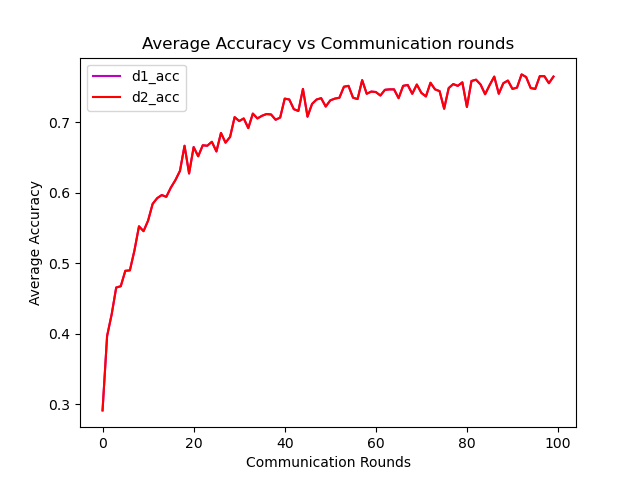 Average Accuracy vs Communication rounds
d1_acc
d2_acc
Average Accuracy
0.7
0.6
0.5
0.4
0.3
0 20 40 60 80 100
Communication Rounds